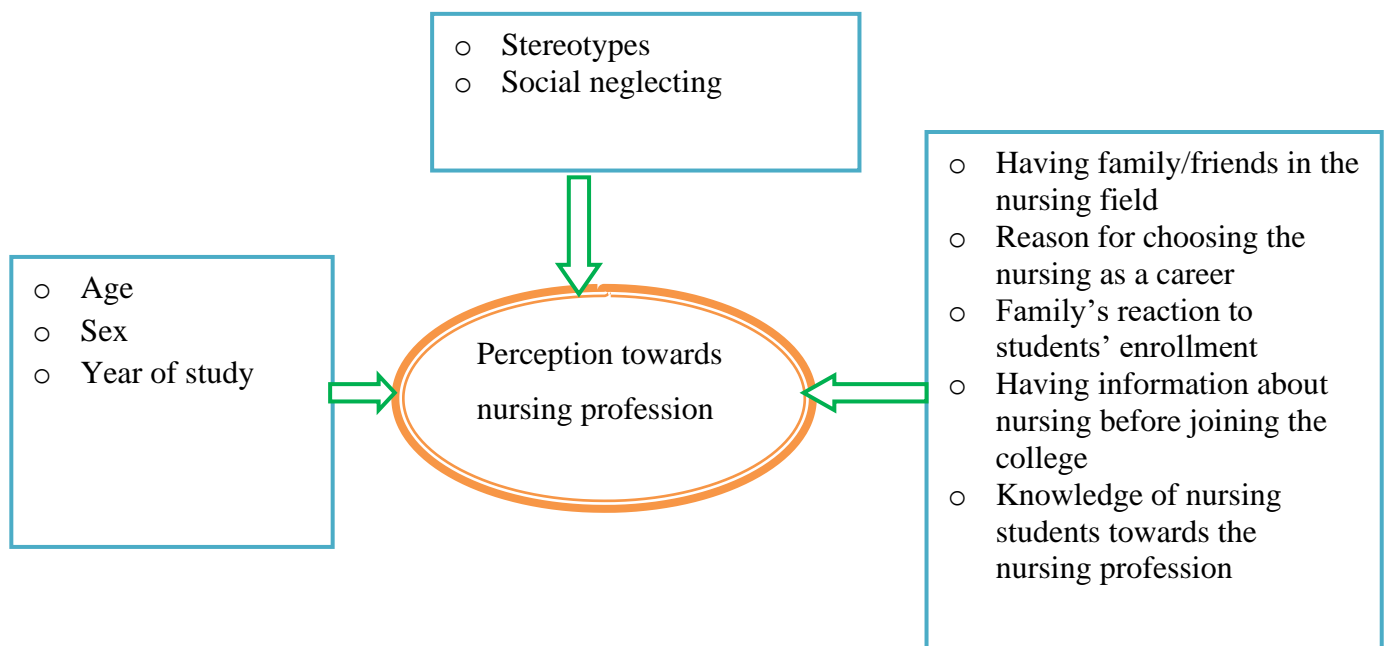 o Stereotypes
o Social neglecting
o Age
o Sex
o Year of study
Perception towards
nursing profession
o Having family/friends in the
nursing field
o Reason for choosing the
nursing as a career
o Family’s reaction to
students’ enrollment
o Having information about
nursing before joining the
college
o Knowledge of nursing
students towards the
nursing profession